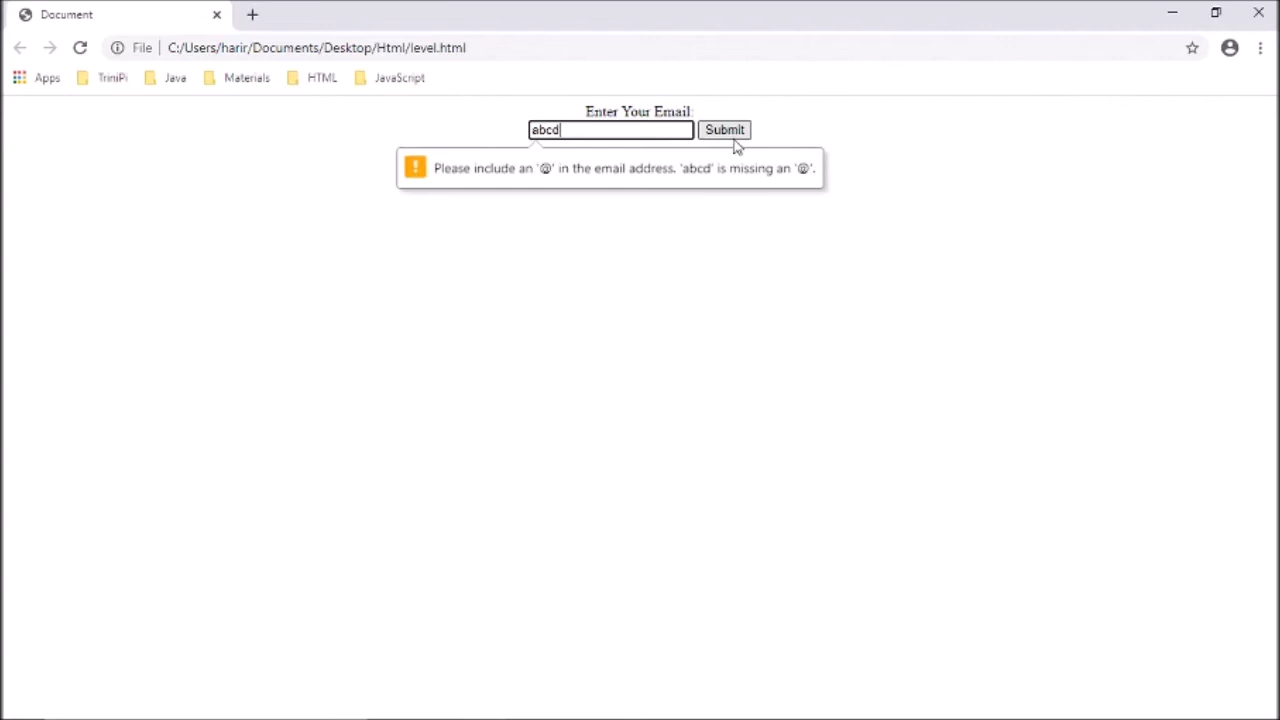 Document
File C:/Users/harir/Documents/Desktop/Html/level.html
Apps TriniPi Java Materials HTML JavaScript
Enter Your Email:
abcd Submit
Please include an '@' in the email address. 'abcd' is missing an '@'.